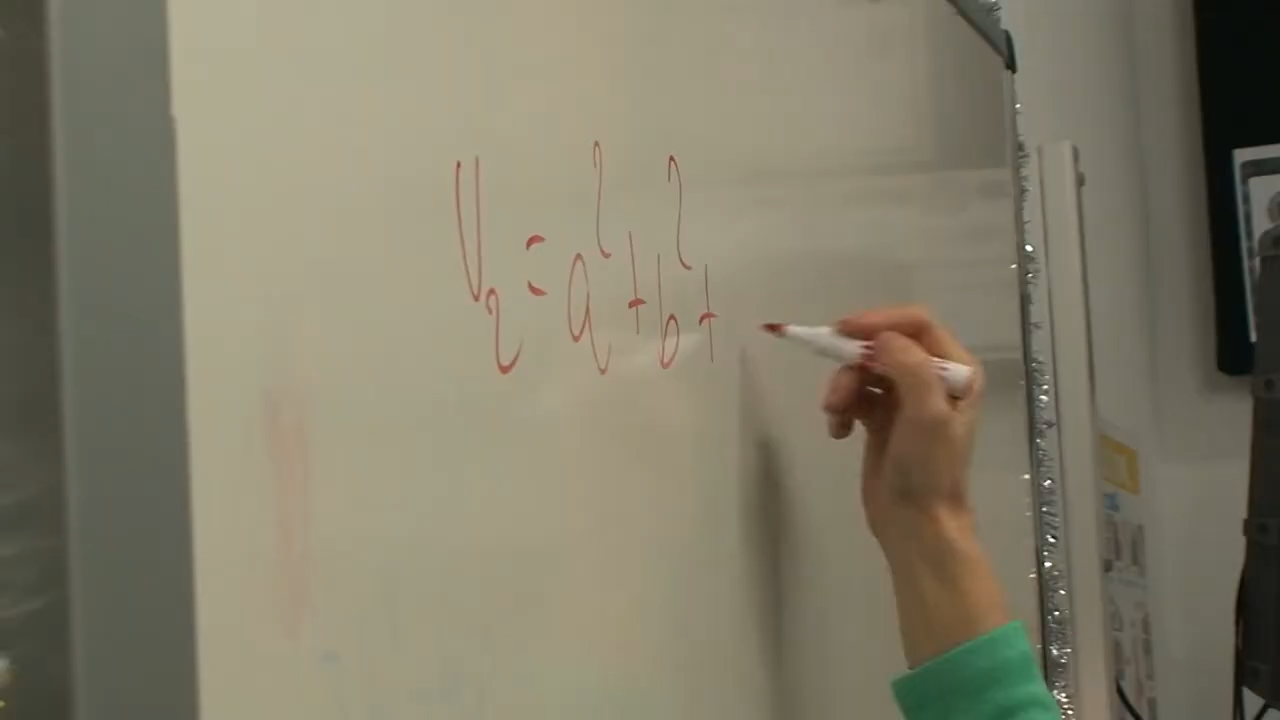 V₂ = a² + b² +